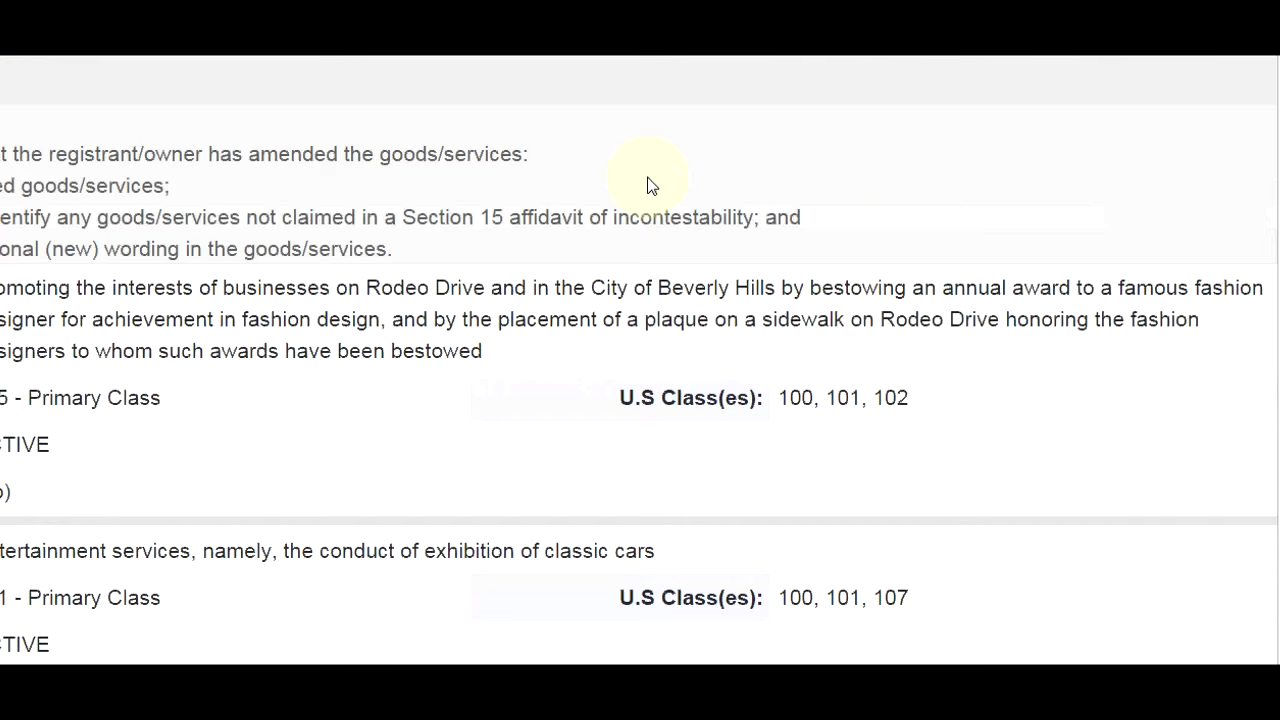 t the registrant/owner has amended the goods/services:
ed goods/services;
entify any goods/services not claimed in a Section 15 affidavit of incontestability; and
onal (new) wording in the goods/services.
omoting the interests of businesses on Rodeo Drive and in the City of Beverly Hills by bestowing an annual award to a famous fashion
signer for achievement in fashion design, and by the placement of a plaque on a sidewalk on Rodeo Drive honoring the fashion
signers to whom such awards have been bestowed
5 - Primary Class U.S Class(es): 100, 101, 102
CTIVE
o)
tertainment services, namely, the conduct of exhibition of classic cars
1 - Primary Class U.S Class(es): 100, 101, 107
CTIVE